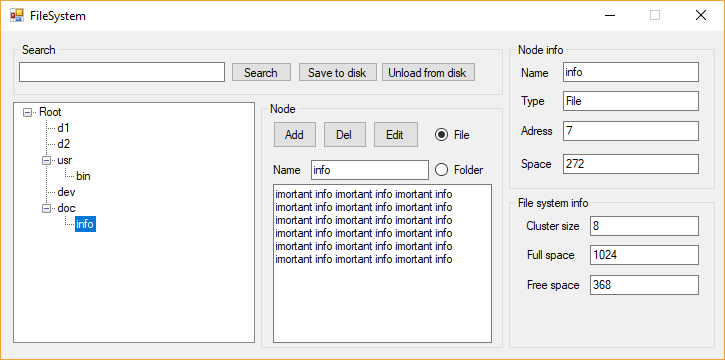 FileSystem
Search
Search Save to disk Unload from disk
Root
d1
d2
usr
bin
dev
doc
info
Node
Add Del Edit File
Name info Folder
imortant info imortant info imortant info
imortant info imortant info imortant info
imortant info imortant info imortant info
imortant info imortant info imortant info
imortant info imortant info imortant info
imortant info imortant info imortant info
Node info
Name info
Type File
Adress 7
Space 272
File system info
Cluster size 8
Full space 1024
Free space 368